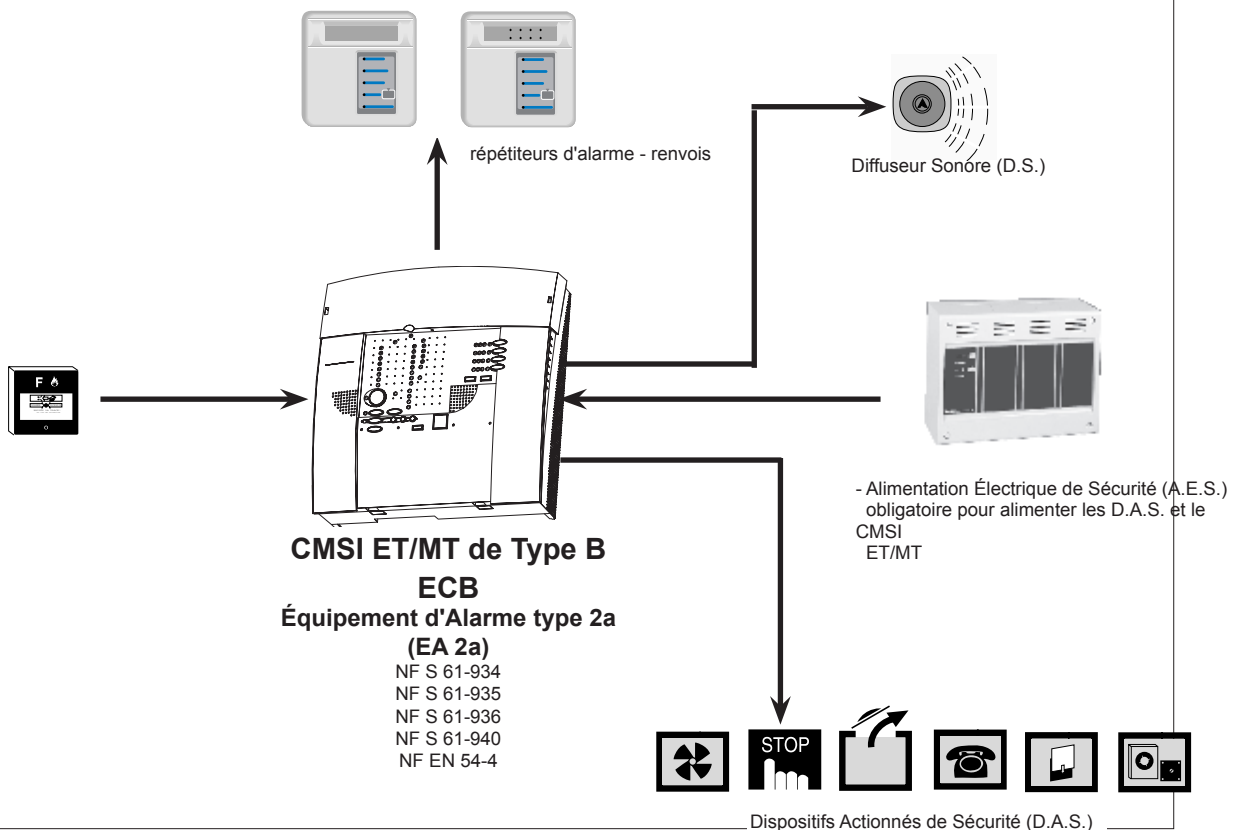 répétiteurs d'alarme - renvois
Diffuseur Sonore (D.S.)
F
- Alimentation Électrique de Sécurité (A.E.S.)
obligatoire pour alimenter les D.A.S. et le
CMSI
ET/MT
CMSI ET/MT de Type B
ECB
Équipement d'Alarme type 2a
(EA 2a)
NF S 61-934
NF S 61-935
NF S 61-936
NF S 61-940
NF EN 54-4
STOP
Dispositifs Actionnés de Sécurité (D.A.S.)